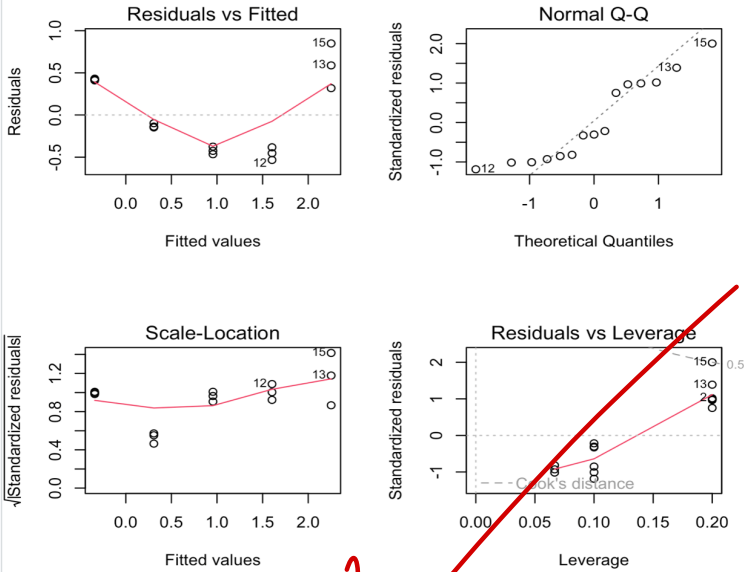 Residuals vs Fitted
Residuals
1.0
0.5
0.0
-0.5
15
13
12
0.0 0.5 1.0 1.5 2.0
Fitted values
Normal Q-Q
Standardized residuals
2.0
1.0
0.0
-1.0
15
13
12
-1 0 1
Theoretical Quantiles
Scale-Location
√|Standardized residuals|
1.2
0.8
0.4
0.0
15
13
12
0.0 0.5 1.0 1.5 2.0
Fitted values
Residuals vs Leverage
Standardized residuals
2
1
0
-1
15
13
2
0.5
Cook's distance
0.00 0.05 0.10 0.15 0.20
Leverage